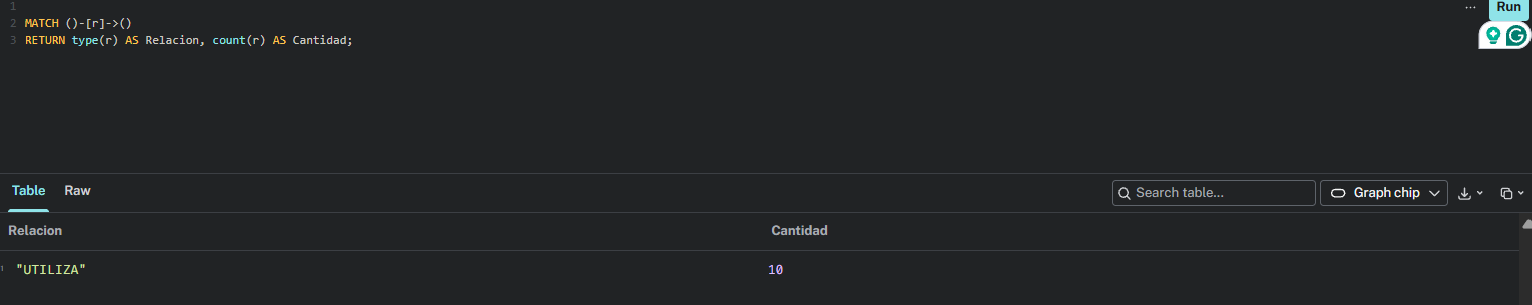 1
Run
2 MATCH ()-[r]->()
3 RETURN type(r) AS Relacion, count(r) AS Cantidad;
Table Raw Search table... Graph chip
Relacion Cantidad
1 "UTILIZA" 10